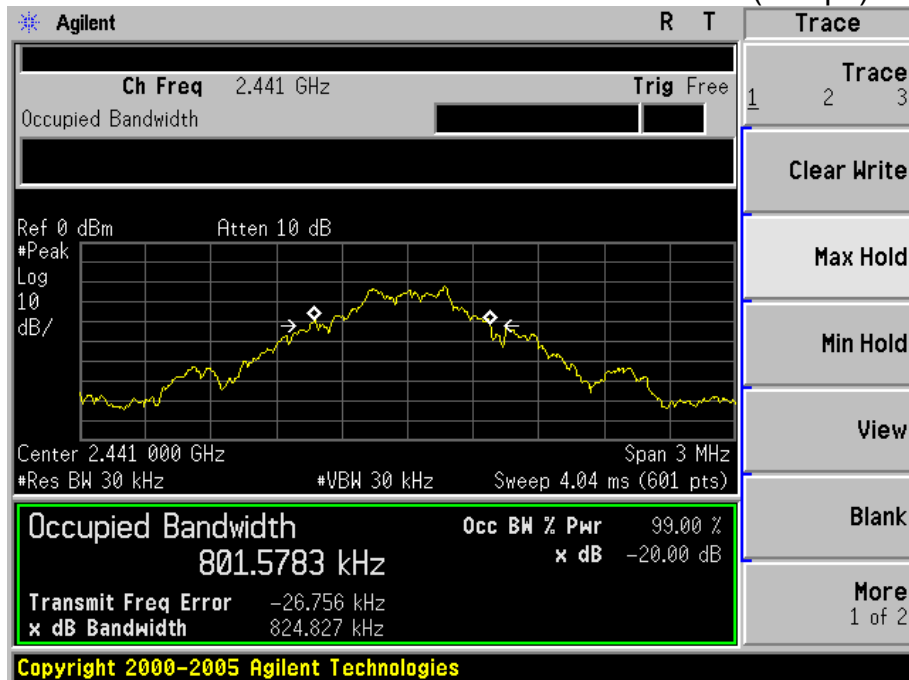 Agilent R T Trace
Ch Freq 2.441 GHz Trig Free
Occupied Bandwidth
Trace
1 2 3
Clear Write
Max Hold
Min Hold
View
Blank
More
1 of 2
Ref 0 dBm Atten 10 dB
#Peak
Log
10
dB/
Center 2.441 000 GHz Span 3 MHz
#Res BW 30 kHz #VBW 30 kHz Sweep 4.04 ms (601 pts)
Occupied Bandwidth Occ BW % Pwr 99.00 %
801.5783 kHz x dB -20.00 dB
Transmit Freq Error -26.756 kHz
x dB Bandwidth 824.827 kHz
Copyright 2000-2005 Agilent Technologies